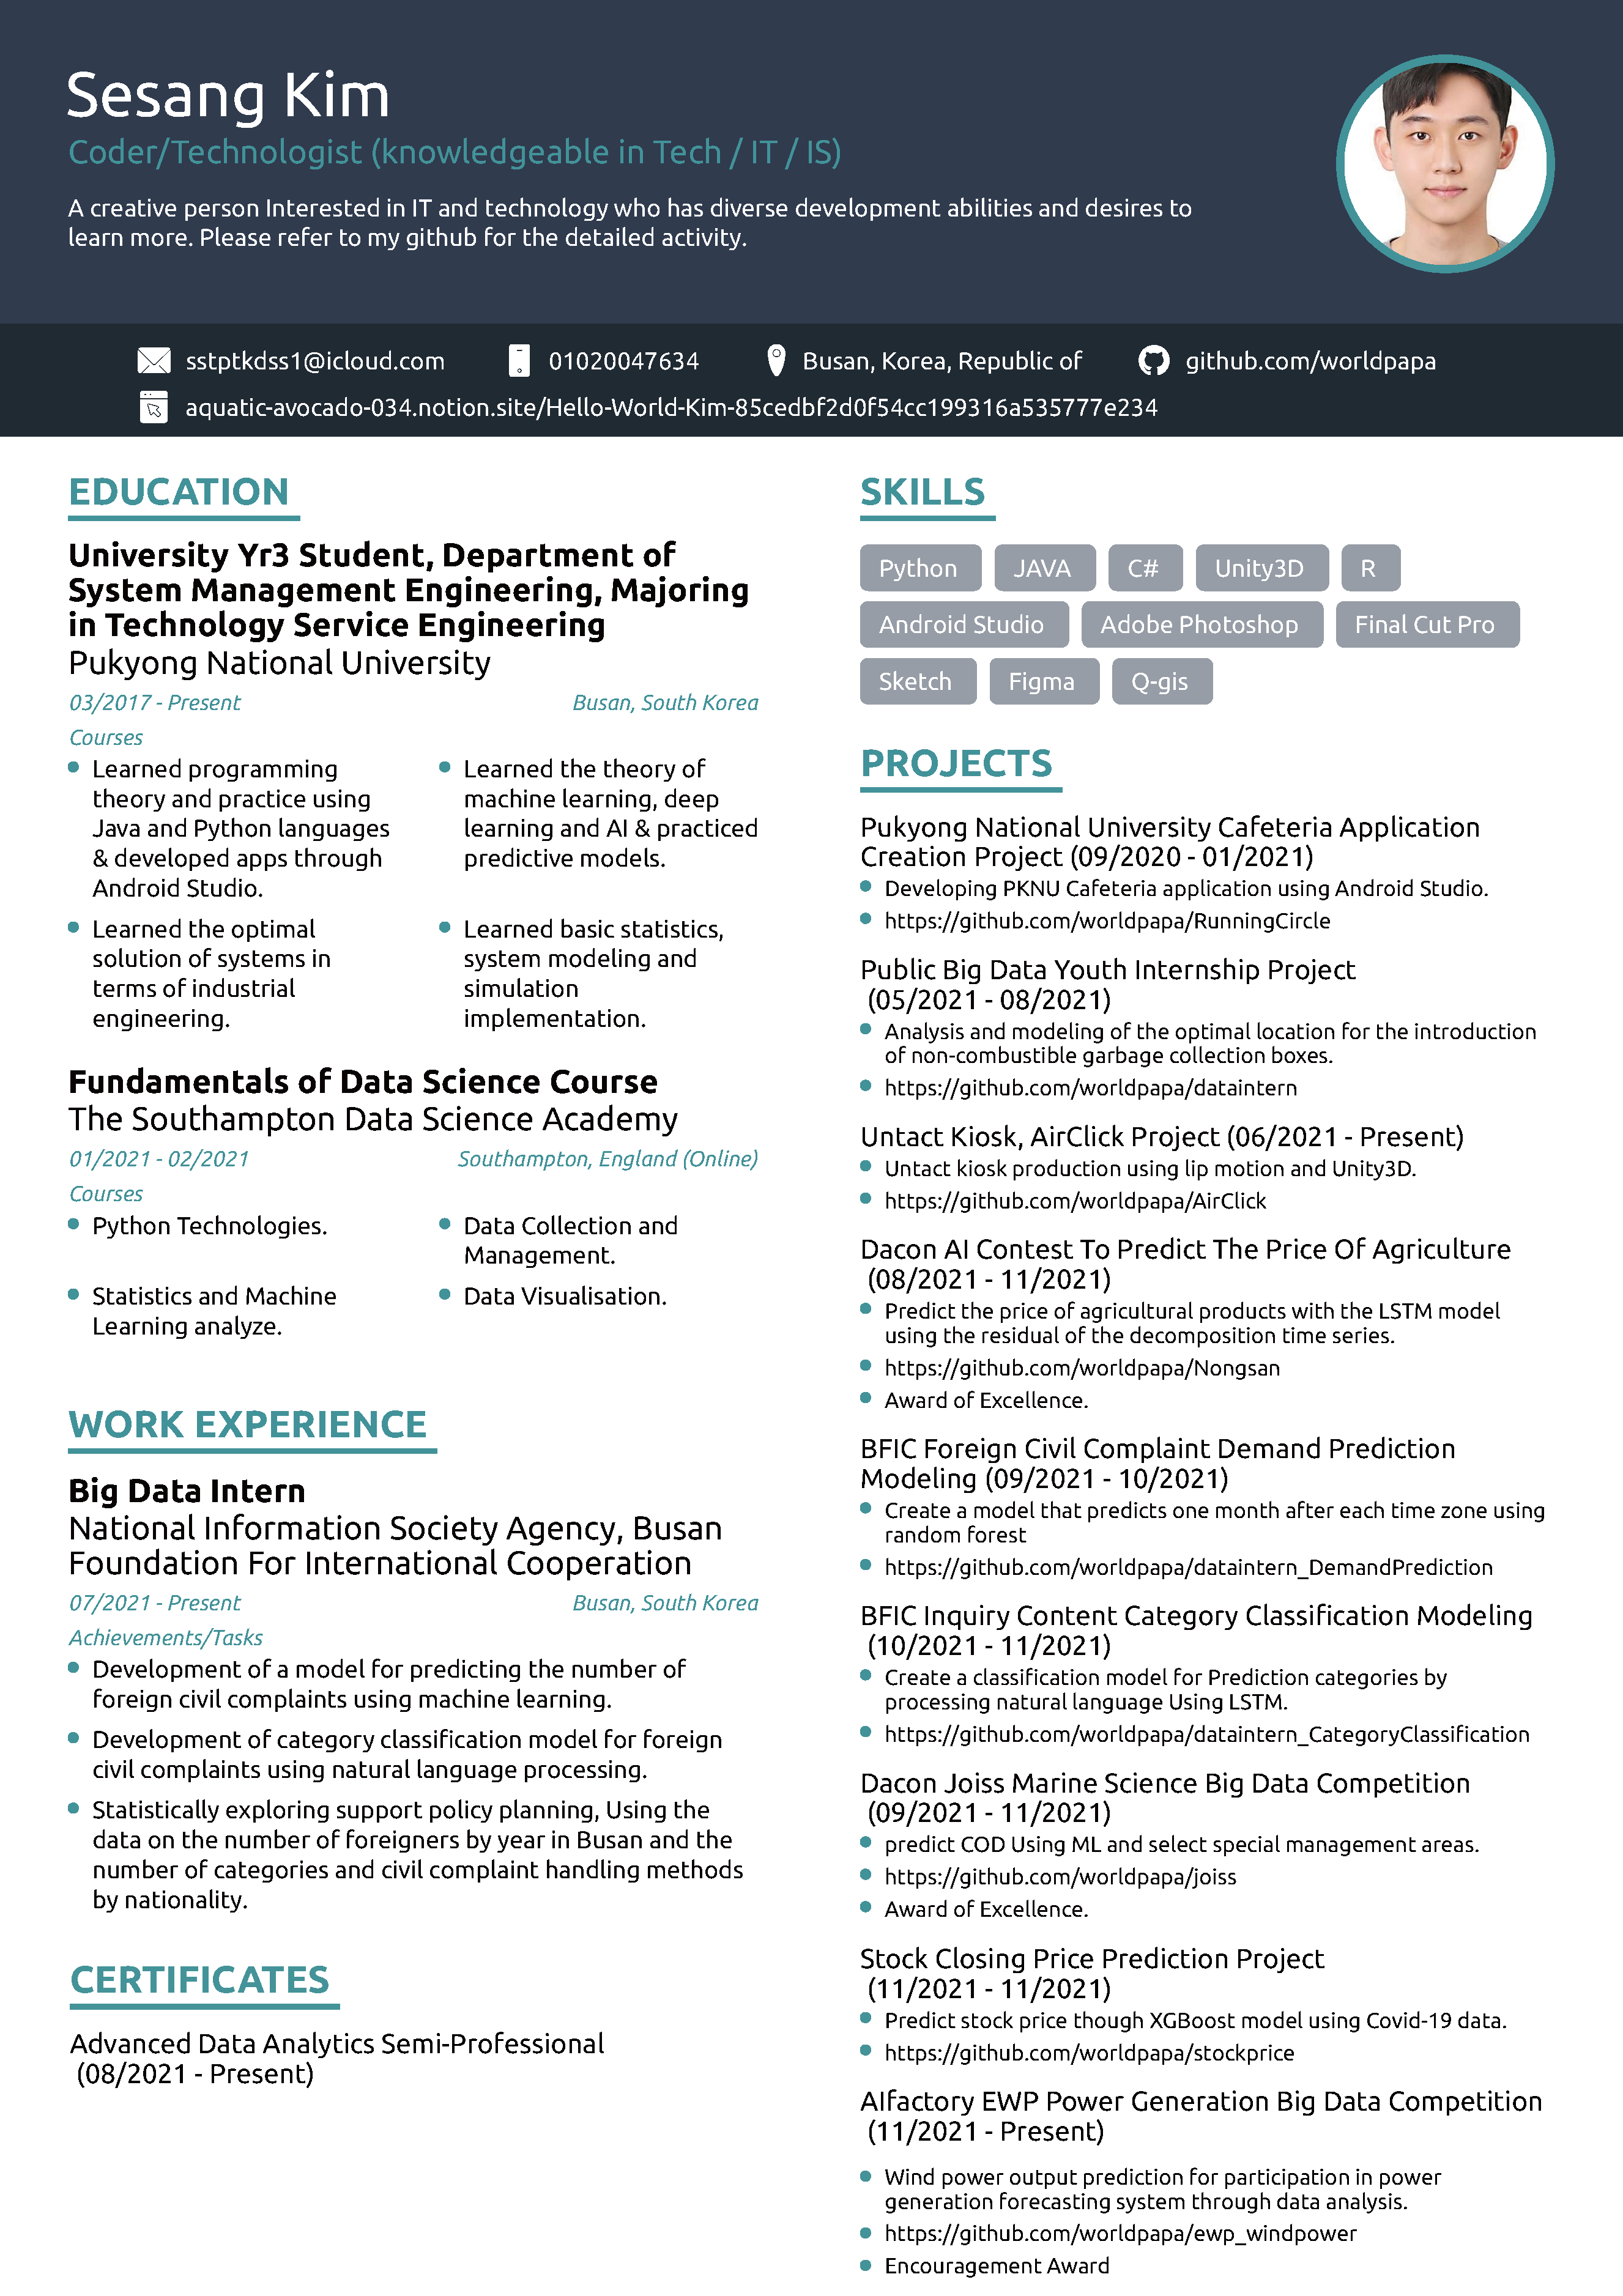 Sesang Kim
Coder/Technologist (knowledgeable in Tech / IT / IS)
A creative person Interested in IT and technology who has diverse development abilities and desires to
learn more. Please refer to my github for the detailed activity.
sstptkdss1@icloud.com
01020047634
Busan, Korea, Republic of
github.com/worldpapa
aquatic-avocado-034.notion.site/Hello-World-Kim-85cedbf2d0f54cc199316a535777e234
EDUCATION
University Yr3 Student, Department of
System Management Engineering, Majoring
in Technology Service Engineering
Pukyong National University
03/2017 - Present
Busan, South Korea
Courses
Learned programming
theory and practice using
Java and Python languages
& developed apps through
Android Studio.
Learned the theory of
machine learning, deep
learning and AI & practiced
predictive models.
Learned the optimal
solution of systems in
terms of industrial
engineering.
Learned basic statistics,
system modeling and
simulation
implementation.
Fundamentals of Data Science Course
The Southampton Data Science Academy
01/2021 - 02/2021
Southampton, England (Online)
Courses
Python Technologies.
Data Collection and
Management.
Statistics and Machine
Learning analyze.
Data Visualisation.
WORK EXPERIENCE
Big Data Intern
National Information Society Agency, Busan
Foundation For International Cooperation
07/2021 - Present
Busan, South Korea
Achievements/Tasks
Development of a model for predicting the number of
foreign civil complaints using machine learning.
Development of category classification model for foreign
civil complaints using natural language processing.
Statistically exploring support policy planning, Using the
data on the number of foreigners by year in Busan and the
number of categories and civil complaint handling methods
by nationality.
CERTIFICATES
Advanced Data Analytics Semi-Professional
(08/2021 - Present)
SKILLS
Python
JAVA
C#
Unity3D
R
Android Studio
Adobe Photoshop
Final Cut Pro
Sketch
Figma
Q-gis
PROJECTS
Pukyong National University Cafeteria Application
Creation Project (09/2020 - 01/2021)
Developing PKNU Cafeteria application using Android Studio.
https://github.com/worldpapa/RunningCircle
Public Big Data Youth Internship Project
(05/2021 - 08/2021)
Analysis and modeling of the optimal location for the introduction
of non-combustible garbage collection boxes.
https://github.com/worldpapa/dataintern
Untact Kiosk, AirClick Project (06/2021 - Present)
Untact kiosk production using lip motion and Unity3D.
https://github.com/worldpapa/AirClick
Dacon AI Contest To Predict The Price Of Agriculture
(08/2021 - 11/2021)
Predict the price of agricultural products with the LSTM model
using the residual of the decomposition time series.
https://github.com/worldpapa/Nongsan
Award of Excellence.
BFIC Foreign Civil Complaint Demand Prediction
Modeling (09/2021 - 10/2021)
Create a model that predicts one month after each time zone using
random forest
https://github.com/worldpapa/dataintern_DemandPrediction
BFIC Inquiry Content Category Classification Modeling
(10/2021 - 11/2021)
Create a classification model for Prediction categories by
processing natural language Using LSTM.
https://github.com/worldpapa/dataintern_CategoryClassification
Dacon Joiss Marine Science Big Data Competition
(09/2021 - 11/2021)
predict COD Using ML and select special management areas.
https://github.com/worldpapa/joiss
Award of Excellence.
Stock Closing Price Prediction Project
(11/2021 - 11/2021)
Predict stock price though XGBoost model using Covid-19 data.
https://github.com/worldpapa/stockprice
AIfactory EWP Power Generation Big Data Competition
(11/2021 - Present)
Wind power output prediction for participation in power
generation forecasting system through data analysis.
https://github.com/worldpapa/ewp_windpower
Encouragement Award